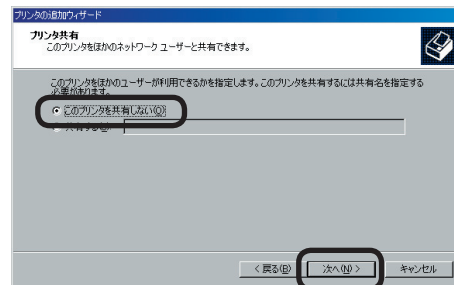 プリンタの追加ウィザード
プリンタ共有
このプリンタをほかのネットワーク ユーザーと共有できます。
このプリンタをほかのユーザーが利用できるかを指定します。このプリンタを共有するには共有名を指定する
必要があります。
このプリンタを共有しない(O)
共有する(S):
< 戻る(B)
次へ(N) >
キャンセル